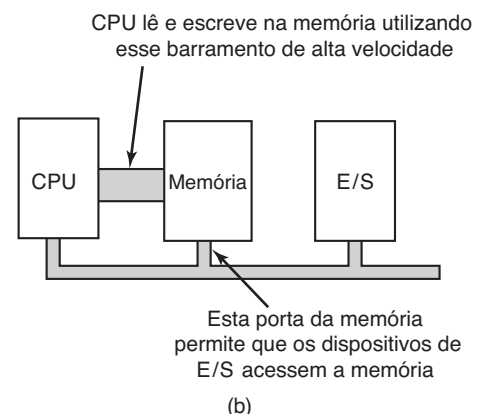 CPU lê e escreve na memória utilizando
esse barramento de alta velocidade
CPU
Memória
E/S
Esta porta da memória
permite que os dispositivos de
E/S acessem a memória
(b)